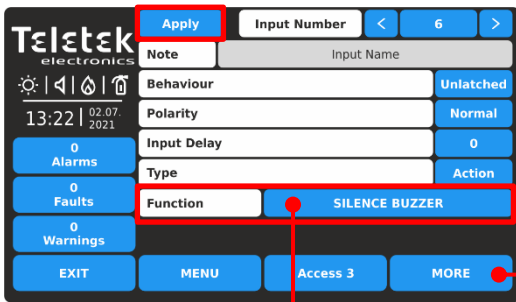 Teletek
electronics
13:22 | 02.07.
2021
0
Alarms
0
Faults
0
Warnings
EXIT
Apply
Input Number < 6 >
Note Input Name
Behaviour Unlatched
Polarity Normal
Input Delay 0
Type Action
Function SILENCE BUZZER
MENU Access 3 MORE